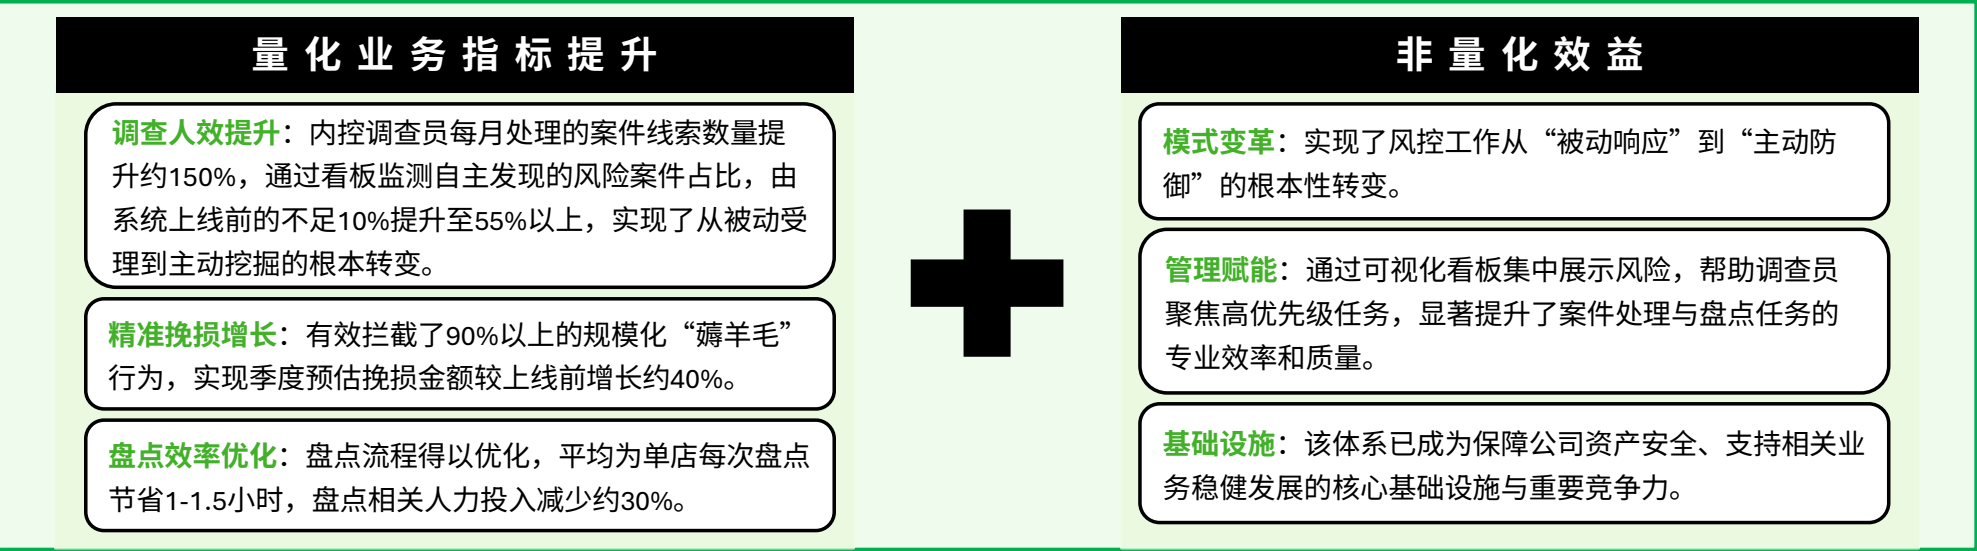 量化业务指标提升
调查人效提升：内控调查员每月处理的案件线索数量提
升约150%，通过看板监测自主发现的风险案件占比，由
系统上线前的不足10%提升至55%以上，实现了从被动受
理到主动挖掘的根本转变。
精准挽损增长：有效拦截了90%以上的规模化“薅羊毛”
行为，实现季度预估挽损金额较上线前增长约40%。
盘点效率优化：盘点流程得以优化，平均为单店每次盘点
节省1-1.5小时，盘点相关人力投入减少约30%。
非量化效益
模式变革：实现了风控工作从“被动响应”到“主动防
御”的根本性转变。
管理赋能：通过可视化看板集中展示风险，帮助调查员
聚焦高优先级任务，显著提升了案件处理与盘点任务的
专业效率和质量。
基础设施：该体系已成为保障公司资产安全、支持相关业
务稳健发展的核心基础设施与重要竞争力。